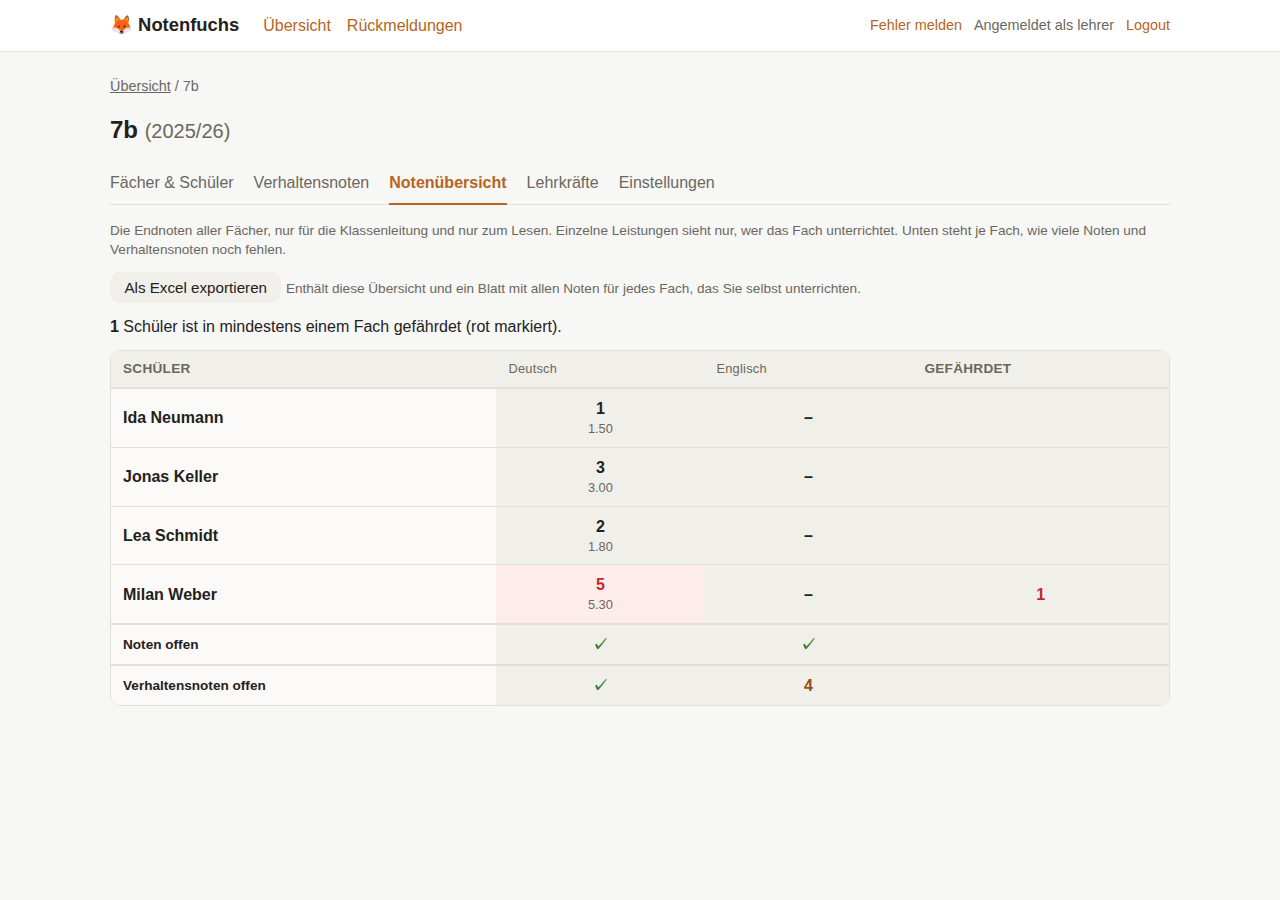 🦊 Notenfuchs Übersicht Rückmeldungen Fehler melden Angemeldet als lehrer Logout
Übersicht / 7b
7b (2025/26)
Fächer & Schüler Verhaltensnoten Notenübersicht Lehrkräfte Einstellungen
Die Endnoten aller Fächer, nur für die Klassenleitung und nur zum Lesen. Einzelne Leistungen sieht nur, wer das Fach unterrichtet. Unten steht je Fach, wie viele Noten und
Verhaltensnoten noch fehlen.
Als Excel exportieren Enthält diese Übersicht und ein Blatt mit allen Noten für jedes Fach, das Sie selbst unterrichten.
1 Schüler ist in mindestens einem Fach gefährdet (rot markiert).
SCHÜLER Deutsch Englisch GEFÄHRDET
Ida Neumann 1 –
1.50
Jonas Keller 3 –
3.00
Lea Schmidt 2 –
1.80
Milan Weber 5 – 1
5.30
Noten offen ✓ ✓
Verhaltensnoten offen ✓ 4